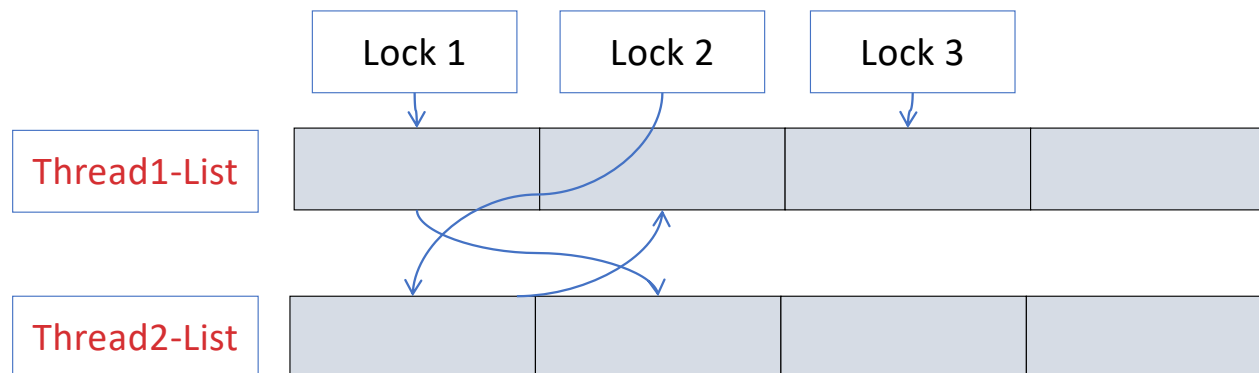 Lock 1
Lock 2
Lock 3
Thread1-List
Thread2-List